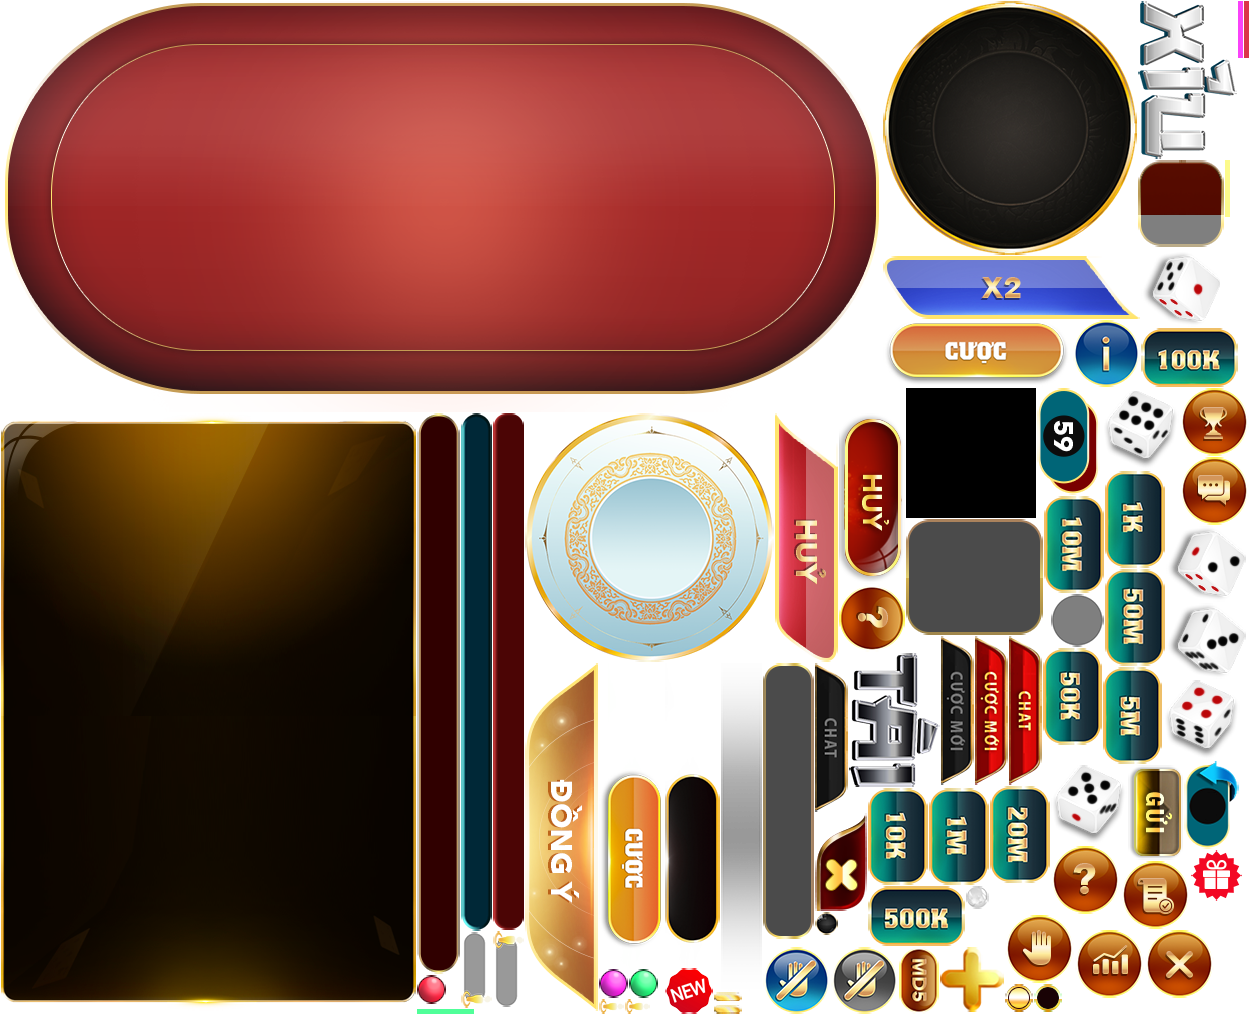 XỈU
X2
CƯỢC
i
100K
59
HUỶ
HUỶ
10M
1K
?
50M
50K
5M
TÀI
CHAT
CƯỢC MỚI
CƯỢC MỚI
CHAT
ĐỒNG Ý
CƯỢC
10K
1M
20M
GỬI
?
500K
MD5
NEW